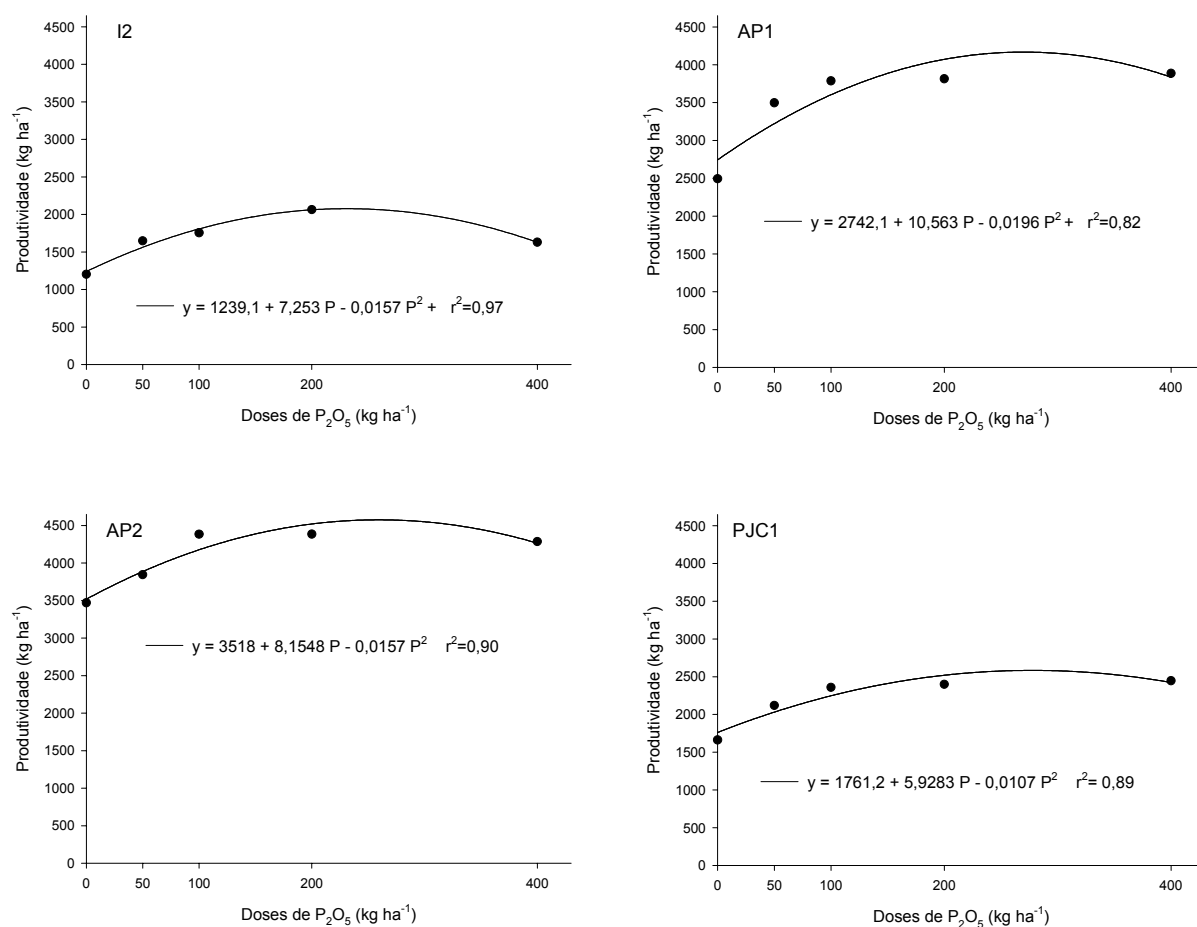 I2
Produtividade (kg ha⁻¹)
4500
4000
3500
3000
2500
2000
1500
1000
500
0
y = 1239,1 + 7,253 P - 0,0157 P² + r²=0,97
0 50 100 200 400
Doses de P₂O₅ (kg ha⁻¹)
AP1
Produtividade (kg ha⁻¹)
4500
4000
3500
3000
2500
2000
1500
1000
500
0
y = 2742,1 + 10,563 P - 0,0196 P² + r²=0,82
0 50 100 200 400
Doses de P₂O₅ (kg ha⁻¹)
AP2
Produtividade (kg ha⁻¹)
4500
4000
3500
3000
2500
2000
1500
1000
500
0
y = 3518 + 8,1548 P - 0,0157 P² r²=0,90
0 50 100 200 400
Doses de P₂O₅ (kg ha⁻¹)
PJC1
Produtividade (kg ha⁻¹)
4500
4000
3500
3000
2500
2000
1500
1000
500
0
y = 1761,2 + 5,9283 P - 0,0107 P² r²= 0,89
0 50 100 200 400
Doses de P₂O₅ (kg ha⁻¹)